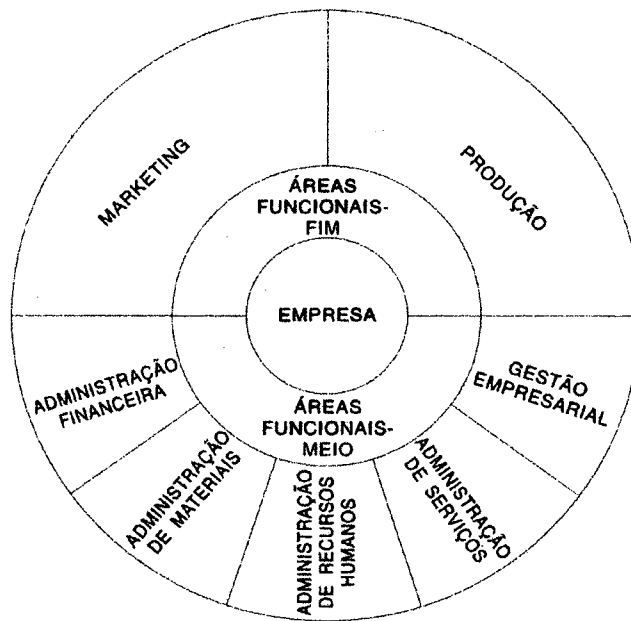 MARKETING
PRODUÇÃO
ÁREAS
FUNCIONAIS-
FIM
EMPRESA
ÁREAS
FUNCIONAIS-
MEIO
ADMINISTRAÇÃO
FINANCEIRA
ADMINISTRAÇÃO
DE MATERIAIS
ADMINISTRAÇÃO
DE RECURSOS
HUMANOS
ADMINISTRAÇÃO
DE SERVIÇOS
GESTÃO
EMPRESARIAL